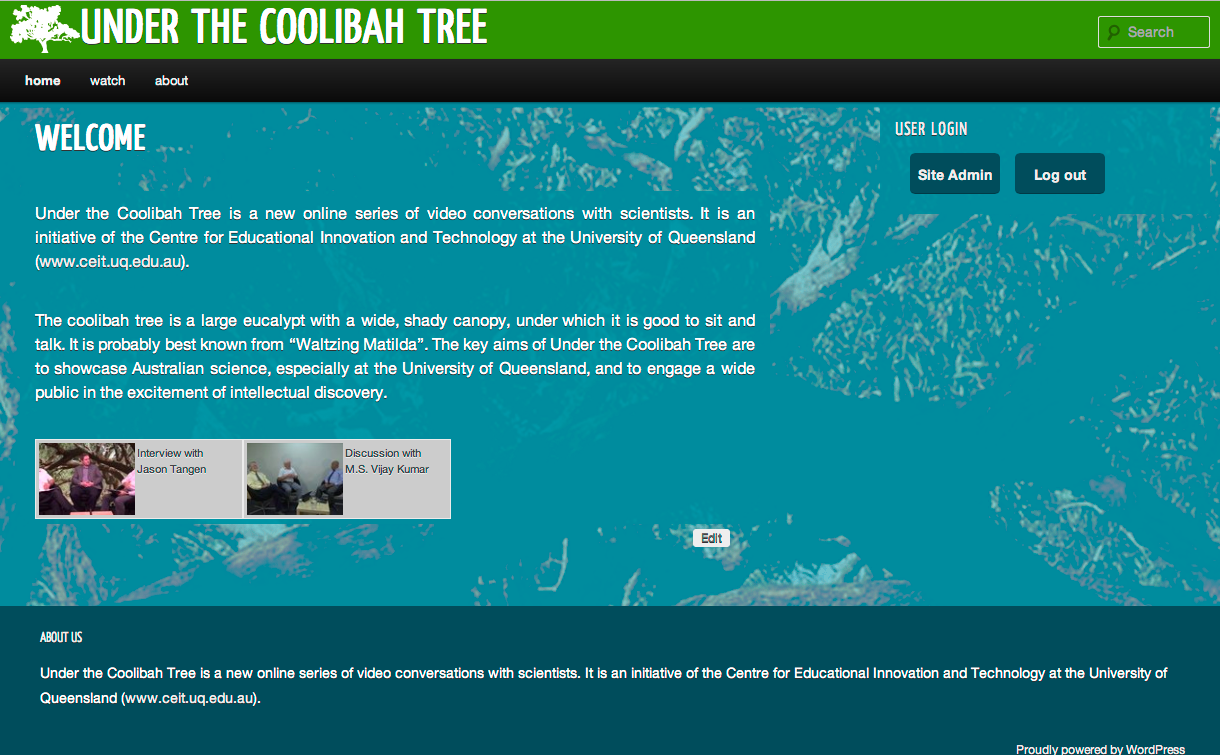 UNDER THE COOLIBAH TREE
Search
home
watch
about
WELCOME
USER LOGIN
Site Admin
Log out
Under the Coolibah Tree is a new online series of video conversations with scientists. It is an
initiative of the Centre for Educational Innovation and Technology at the University of Queensland
(www.ceit.uq.edu.au).
The coolibah tree is a large eucalypt with a wide, shady canopy, under which it is good to sit and
talk. It is probably best known from “Waltzing Matilda”. The key aims of Under the Coolibah Tree are
to showcase Australian science, especially at the University of Queensland, and to engage a wide
public in the excitement of intellectual discovery.
Interview with
Jason Tangen
Discussion with
M.S. Vijay Kumar
Edit
ABOUT US
Under the Coolibah Tree is a new online series of video conversations with scientists. It is an initiative of the Centre for Educational Innovation and Technology at the University of
Queensland (www.ceit.uq.edu.au).
Proudly powered by WordPress